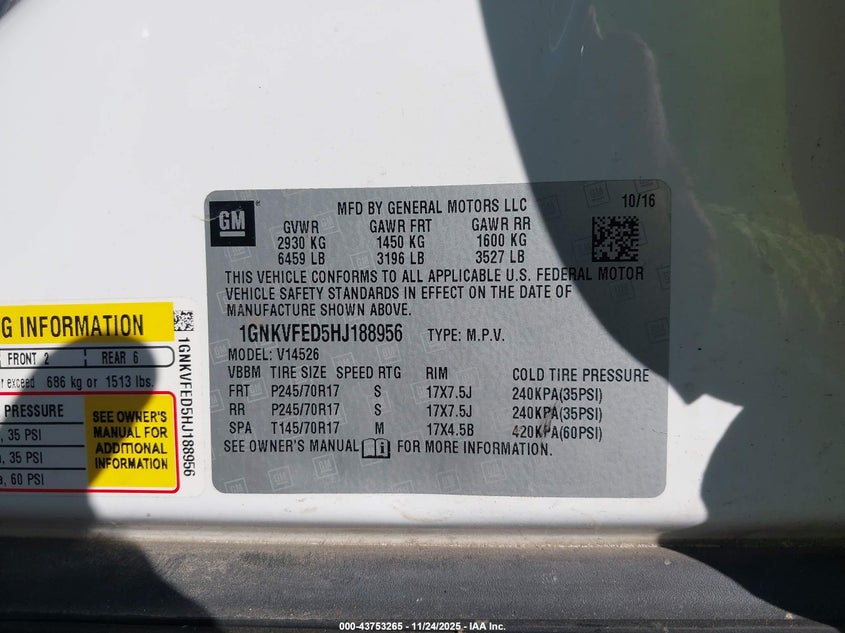 GM
MFD BY GENERAL MOTORS LLC 10/16
GVWR GAWR FRT GAWR RR
2930 KG 1450 KG 1600 KG
6459 LB 3196 LB 3527 LB
THIS VEHICLE CONFORMS TO ALL APPLICABLE U.S. FEDERAL MOTOR
VEHICLE SAFETY STANDARDS IN EFFECT ON THE DATE OF
MANUFACTURE SHOWN ABOVE.
1GNKVFED5HJ188956 TYPE: M.P.V.
MODEL: V14526
VBBM TIRE SIZE SPEED RTG RIM COLD TIRE PRESSURE
FRT P245/70R17 S 17X7.5J 240KPA(35PSI)
RR P245/70R17 S 17X7.5J 240KPA(35PSI)
SPA T145/70R17 M 17X4.5B 420KPA(60PSI)
SEE OWNER'S MANUAL FOR MORE INFORMATION.
G INFORMATION
FRONT 2 REAR 6
exceed 686 kg or 1513 lbs.
PRESSURE
, 35 PSI
, 35 PSI
, 60 PSI
SEE OWNER'S
MANUAL FOR
ADDITIONAL
INFORMATION
1GNKVFED5HJ188956
000-43753265 - 11/24/2025 - IAA Inc.